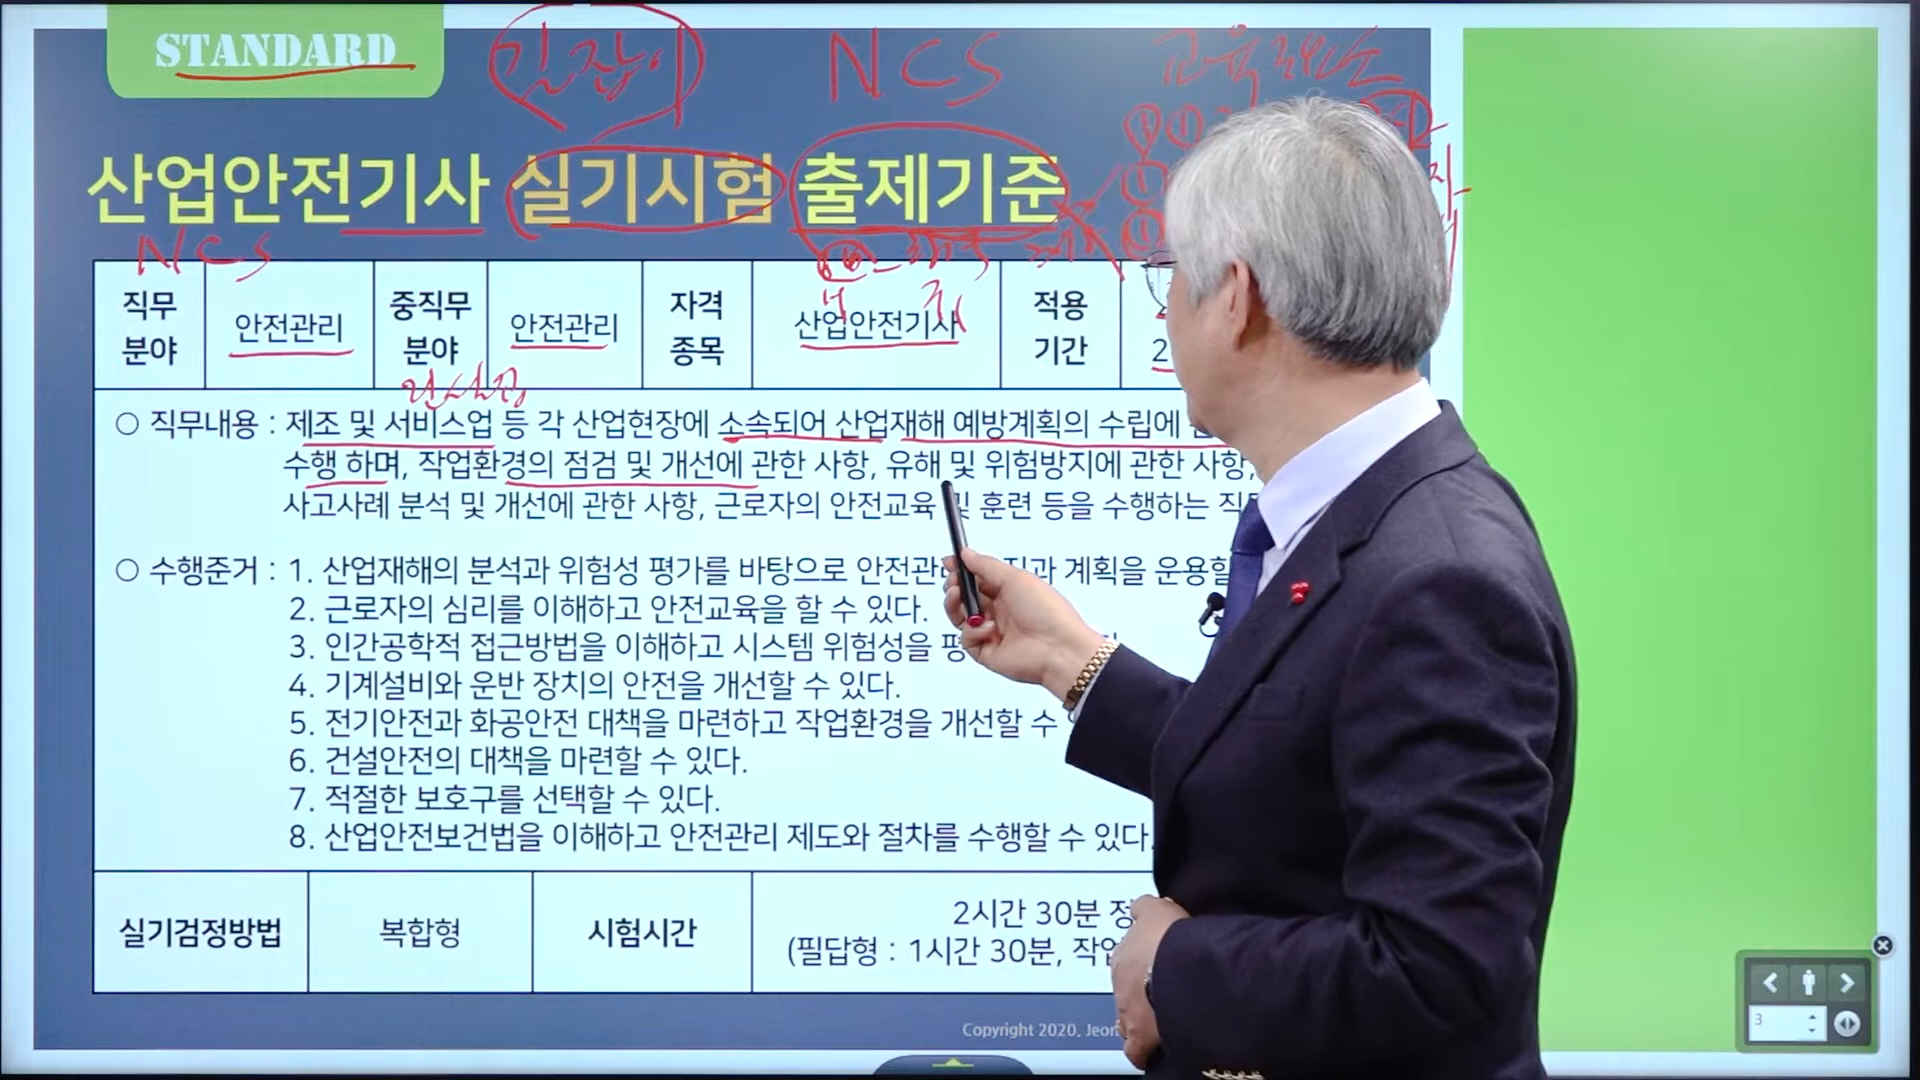 STANDARD
길잡이
NCS
교육
산업안전기사 실기시험 출제기준
NCS
직무
분야
안전관리
중직무
분야
안전관리
자격
종목
산업안전기사
적용
기간
2
건설업
○ 직무내용 : 제조 및 서비스업 등 각 산업현장에 소속되어 산업재해 예방계획의 수립에
수행 하며, 작업환경의 점검 및 개선에 관한 사항, 유해 및 위험방지에 관한 사항,
사고사례 분석 및 개선에 관한 사항, 근로자의 안전교육 및 훈련 등을 수행하는
○ 수행준거 : 1. 산업재해의 분석과 위험성 평가를 바탕으로 계획을 운용할
2. 근로자의 심리를 이해하고 안전교육을 할 수 있다.
3. 인간공학적 접근방법을 이해하고 시스템 위험성을
4. 기계설비와 운반 장치의 안전을 개선할 수 있다.
5. 전기안전과 화공안전 대책을 마련하고 작업환경을 개선할 수
6. 건설안전의 대책을 마련할 수 있다.
7. 적절한 보호구를 선택할 수 있다.
8. 산업안전보건법을 이해하고 안전관리 제도와 절차를 수행할 수 있다.
실기검정방법
복합형
시험시간
2시간 30분 정
(필답형 : 1시간 30분, 작업
Copyright 2020. Jeon
3